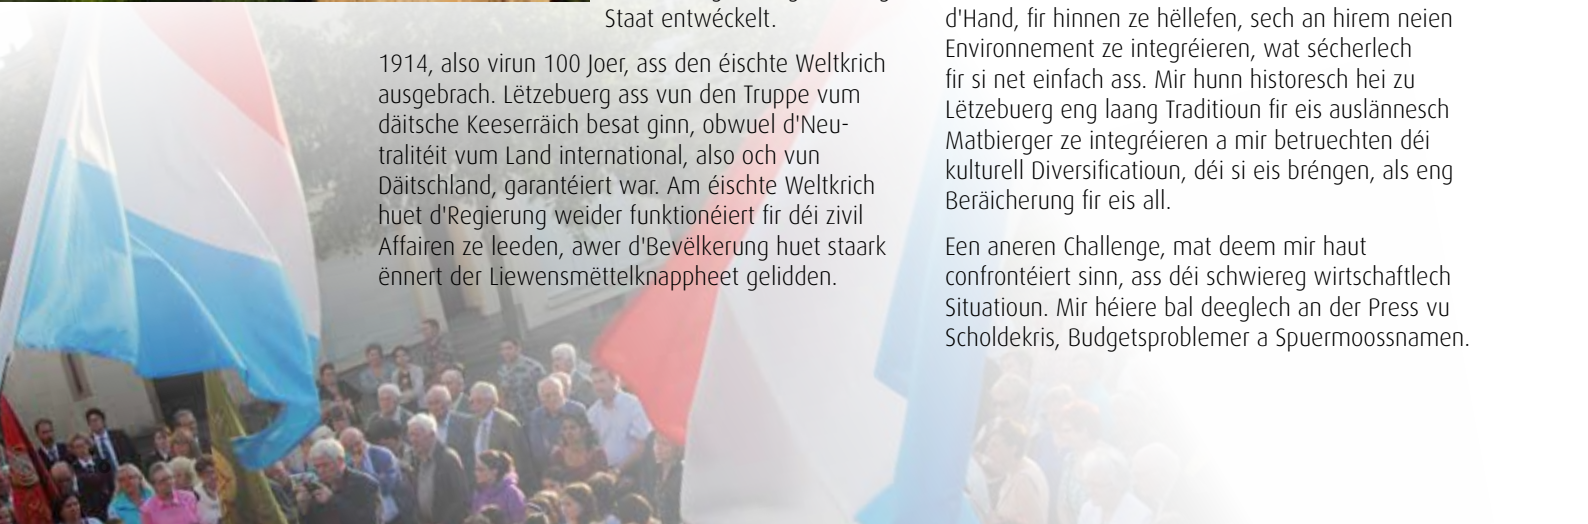 Staat entwéckelt.
1914, also virun 100 Joer, ass den éischte Weltkrich
ausgebrach. Lëtzebuerg ass vun den Truppe vum
däitsche Keeserräich besat ginn, obwuel d'Neu-
tralitéit vum Land international, also och vun
Däitschland, garantéiert war. Am éischte Weltkrich
huet d'Regierung weider funktionéiert fir déi zivil
Affairen ze leeden, awer d'Bevëlkerung huet staark
ënnert der Liewensmëttelknappheet gelidden.
d'Hand, fir hinnen ze hëllefen, sech an hirem neien
Environnement ze integréieren, wat sécherlech
fir si net einfach ass. Mir hunn historesch hei zu
Lëtzebuerg eng laang Traditioun fir eis auslännesch
Matbierger ze integréieren a mir betruechten déi
kulturell Diversificatioun, déi si eis bréngen, als eng
Beräicherung fir eis all.
Een aneren Challenge, mat deem mir haut
confrontéiert sinn, ass déi schwiereg wirtschaftlech
Situatioun. Mir héiere bal deeglech an der Press vu
Scholdekris, Budgetsproblemer a Spuermoossnamen.